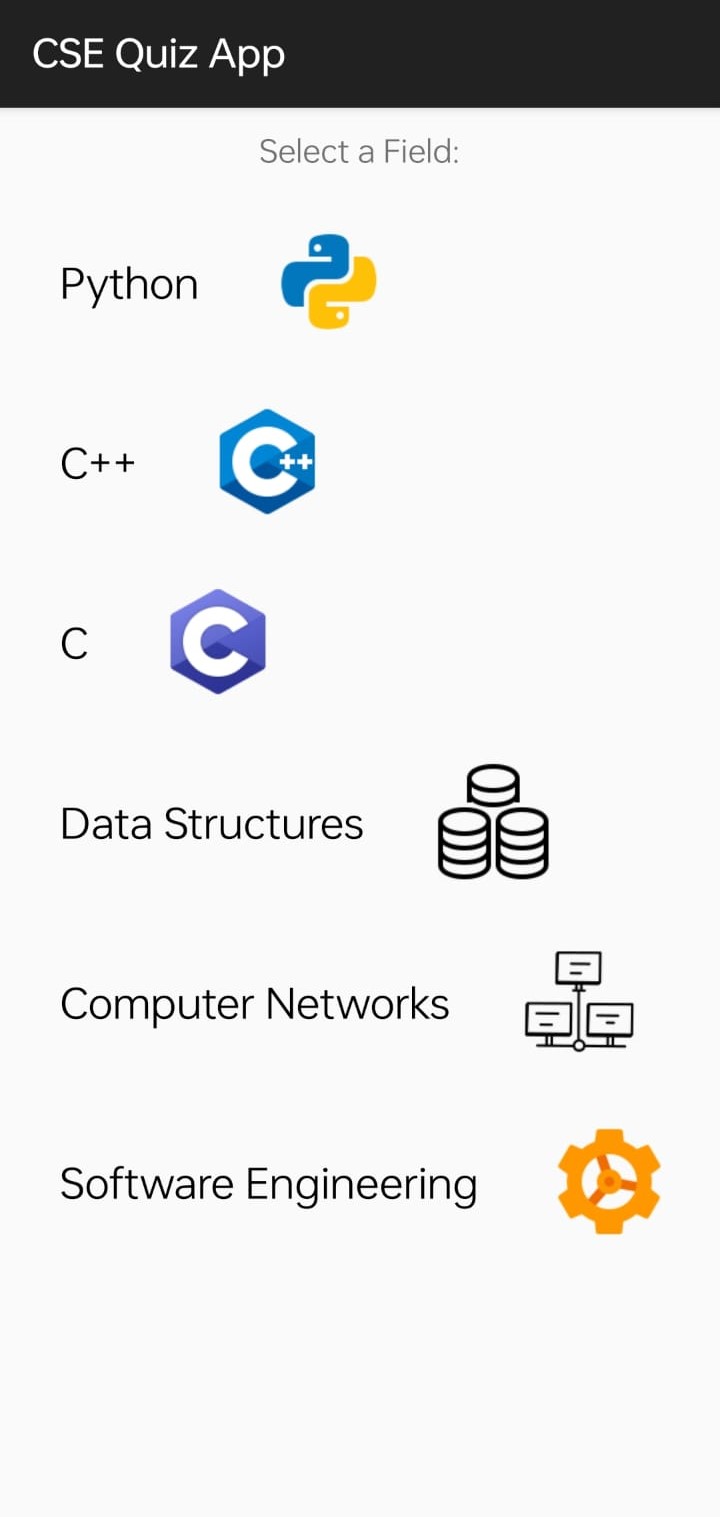 CSE Quiz App
Select a Field:
Python
C++
C++
C
C
Data Structures
Computer Networks
Software Engineering